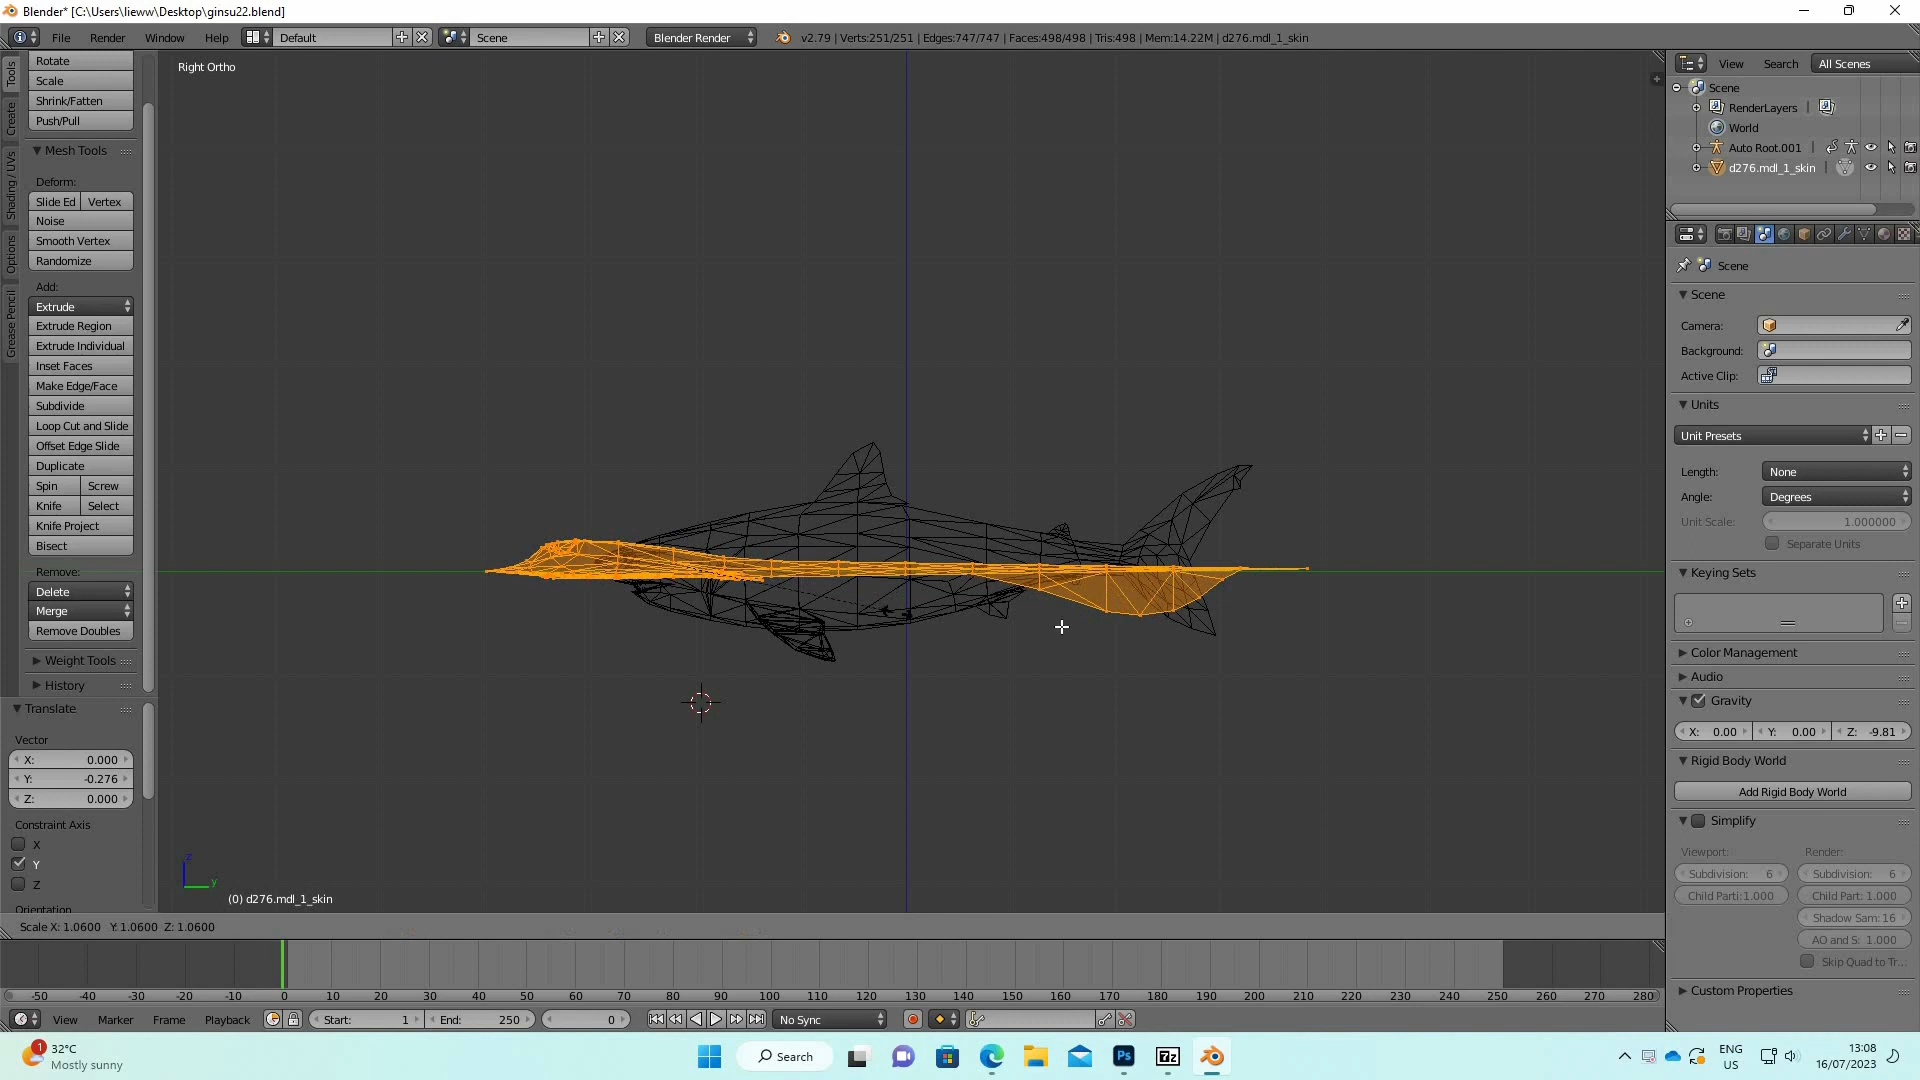 Blender* [C:\Users\lieww\Desktop\ginsu22.blend]
File Render Window Help Default Scene Blender Render v2.79 | Verts:251/251 | Edges:747/747 | Faces:498/498 | Tris:498 | Mem:14.22M | d276.mdl_1_skin
Tools
Create
Shading / UVs
Options
Grease Pencil
Rotate
Scale
Shrink/Fatten
Push/Pull
Mesh Tools
Deform:
Slide Ed Vertex
Noise
Smooth Vertex
Randomize
Add:
Extrude
Extrude Region
Extrude Individual
Inset Faces
Make Edge/Face
Subdivide
Loop Cut and Slide
Offset Edge Slide
Duplicate
Spin Screw
Knife Select
Knife Project
Bisect
Remove:
Delete
Merge
Remove Doubles
Weight Tools
History
Translate
Vector
X: 0.000
Y: -0.276
Z: 0.000
Constraint Axis
X
Y
Z
Orientation
Right Ortho
z
y
(0) d276.mdl_1_skin
Scale X: 1.0600 Y: 1.0600 Z: 1.0600
View Search All Scenes
Scene
RenderLayers
World
Auto Root.001
d276.mdl_1_skin
Scene
Scene
Camera:
Background:
Active Clip:
Units
Unit Presets
Length: None
Angle: Degrees
Unit Scale: 1.000000
Separate Units
Keying Sets
Color Management
Audio
Gravity
X: 0.00 Y: 0.00 Z: -9.81
Rigid Body World
Add Rigid Body World
Simplify
Viewport: Render:
Subdivision: 6 Subdivision: 6
Child Parti:1.000 Child Part: 1.000
Shadow Sam: 16
AO and S: 1.000
Skip Quad to Tr...
Custom Properties
-50 -40 -30 -20 -10 0 10 20 30 40 50 60 70 80 90 100 110 120 130 140 150 160 170 180 190 200 210 220 230 240 250 260 270 280
View Marker Frame Playback Start: 1 End: 250 0 No Sync
1
32°C
Mostly sunny
Search
Ps
7z
ENG
US
13:08
16/07/2023